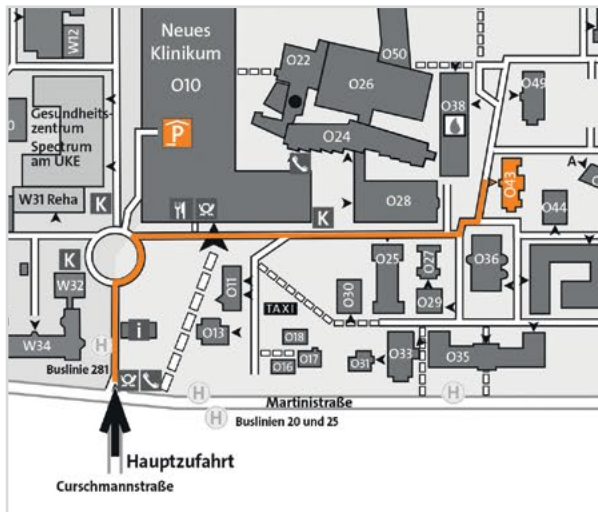 W12
Neues
Klinikum
O10
O22
O50
O26
O49
O38
Gesundheits-
zentrum
Spectrum
am UKE
P
O24
A
O43
W31 Reha
K
O28
O44
K
K
W32
O11
O25
O27
O36
O30
O29
TAXI
i
O13
O18
W34
H
O16
O17
O31
O33
O35
Buslinie 281
H
H
Martinistraße
H
Buslinien 20 und 25
Hauptzufahrt
Curschmannstraße